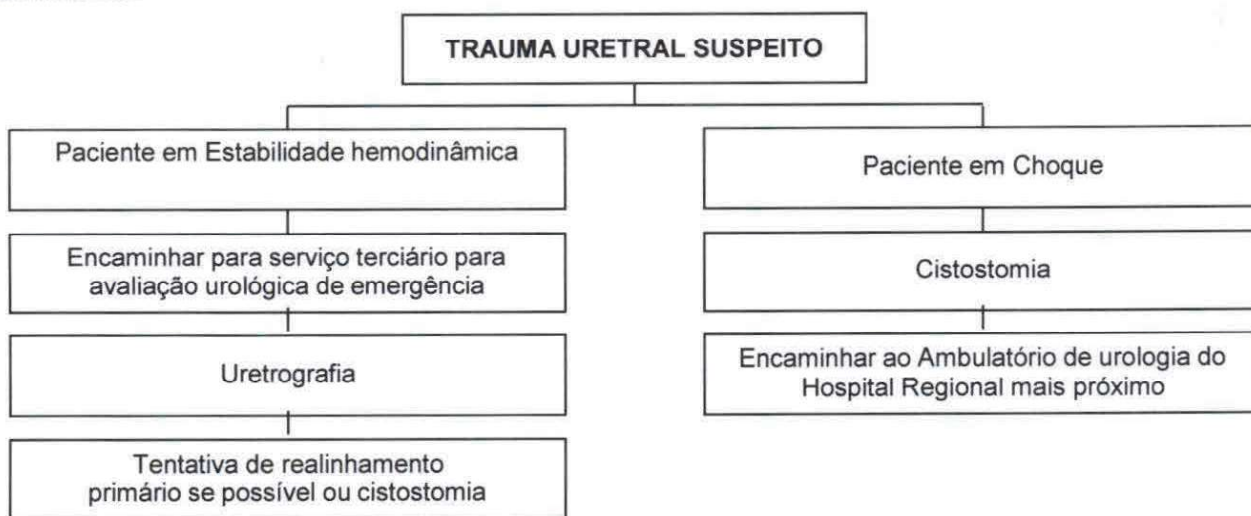 TRAUMA URETRAL SUSPEITO
Paciente em Estabilidade hemodinâmica
Encaminhar para serviço terciário para
avaliação urológica de emergência
Uretrografia
Tentativa de realinhamento
primário se possível ou cistostomia
Paciente em Choque
Cistostomia
Encaminhar ao Ambulatório de urologia do
Hospital Regional mais próximo